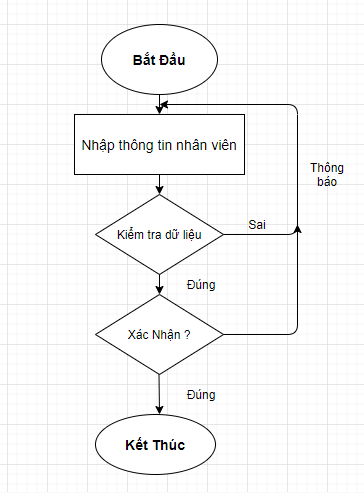 Bắt Đầu
Nhập thông tin nhân viên
Thông
báo
Kiểm tra dữ liệu
Sai
Đúng
Xác Nhận ?
Đúng
Kết Thúc